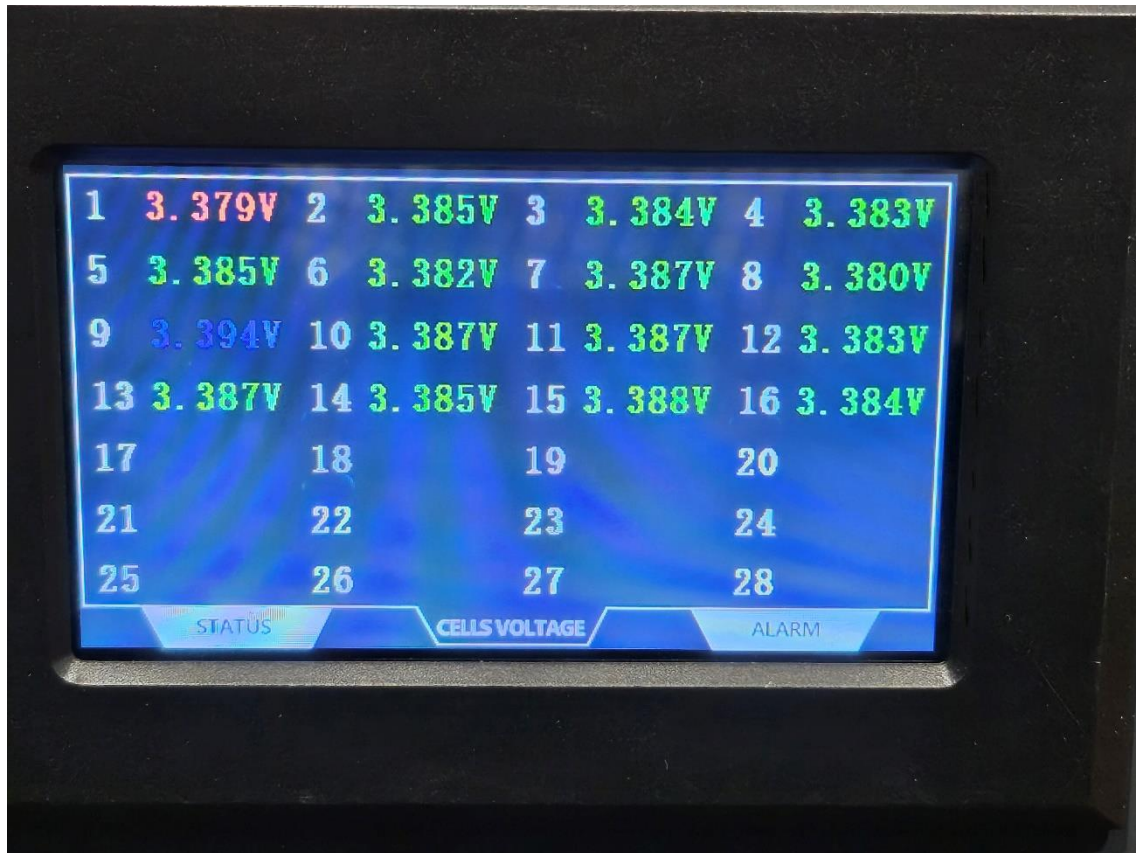 1 3.379V 2 3.385V 3 3.384V 4 3.383V
5 3.385V 6 3.382V 7 3.387V 8 3.380V
9 3.394V 10 3.387V 11 3.387V 12 3.383V
13 3.387V 14 3.385V 15 3.388V 16 3.384V
17 18 19 20
21 22 23 24
25 26 27 28
STATUS CELLS VOLTAGE ALARM